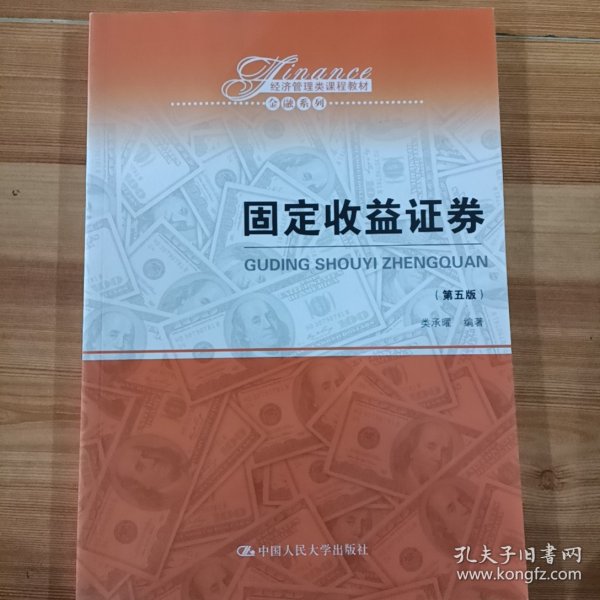 Finance
经济管理类课程教材
金融系列
固定收益证券
GUDING SHOUYI ZHENGQUAN
(第五版)
类承曜 编著
中国人民大学出版社
孔夫子旧书网
www.kongfz.com